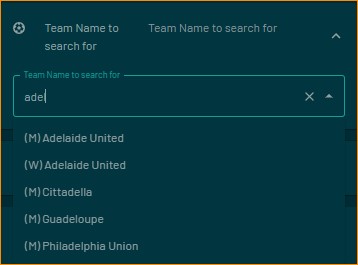 Team Name to
search for
Team Name to search for
Team Name to search for
adel
(M) Adelaide United
(W) Adelaide United
(M) Cittadella
(M) Guadeloupe
(M) Philadelphia Union